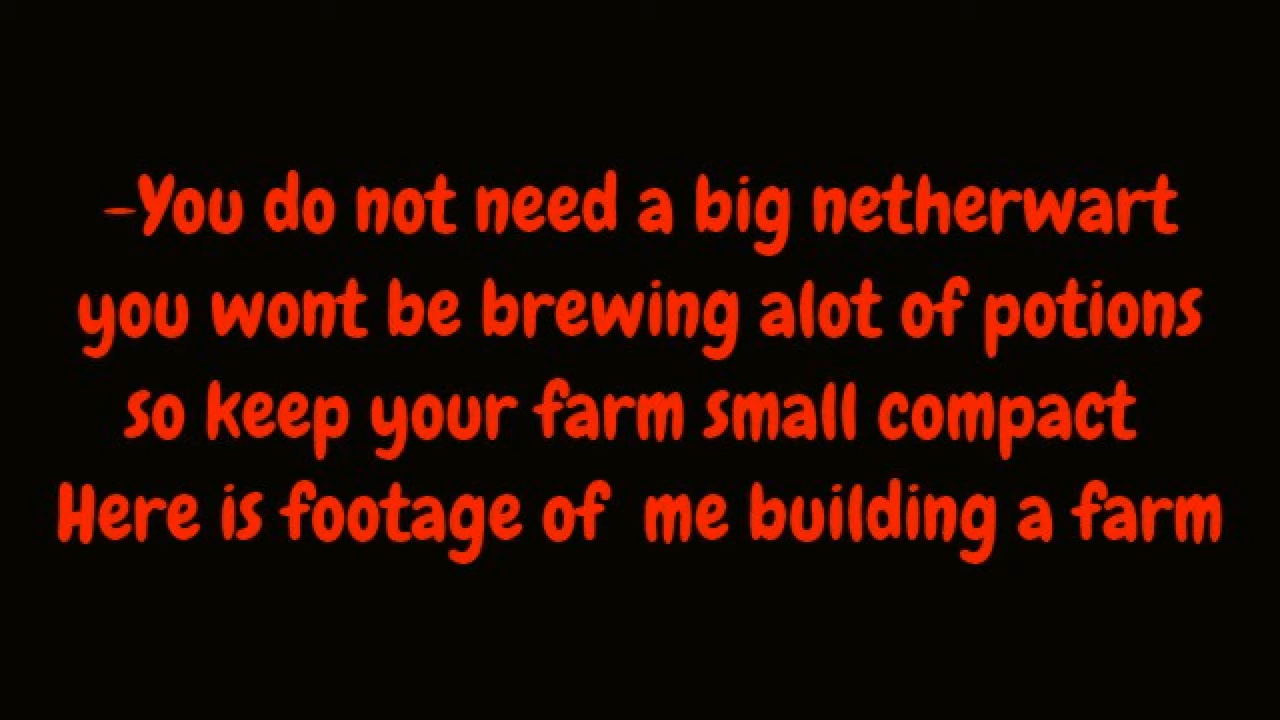 -You do not need a big netherwart
you wont be brewing alot of potions
so keep your farm small compact
Here is footage of me building a farm